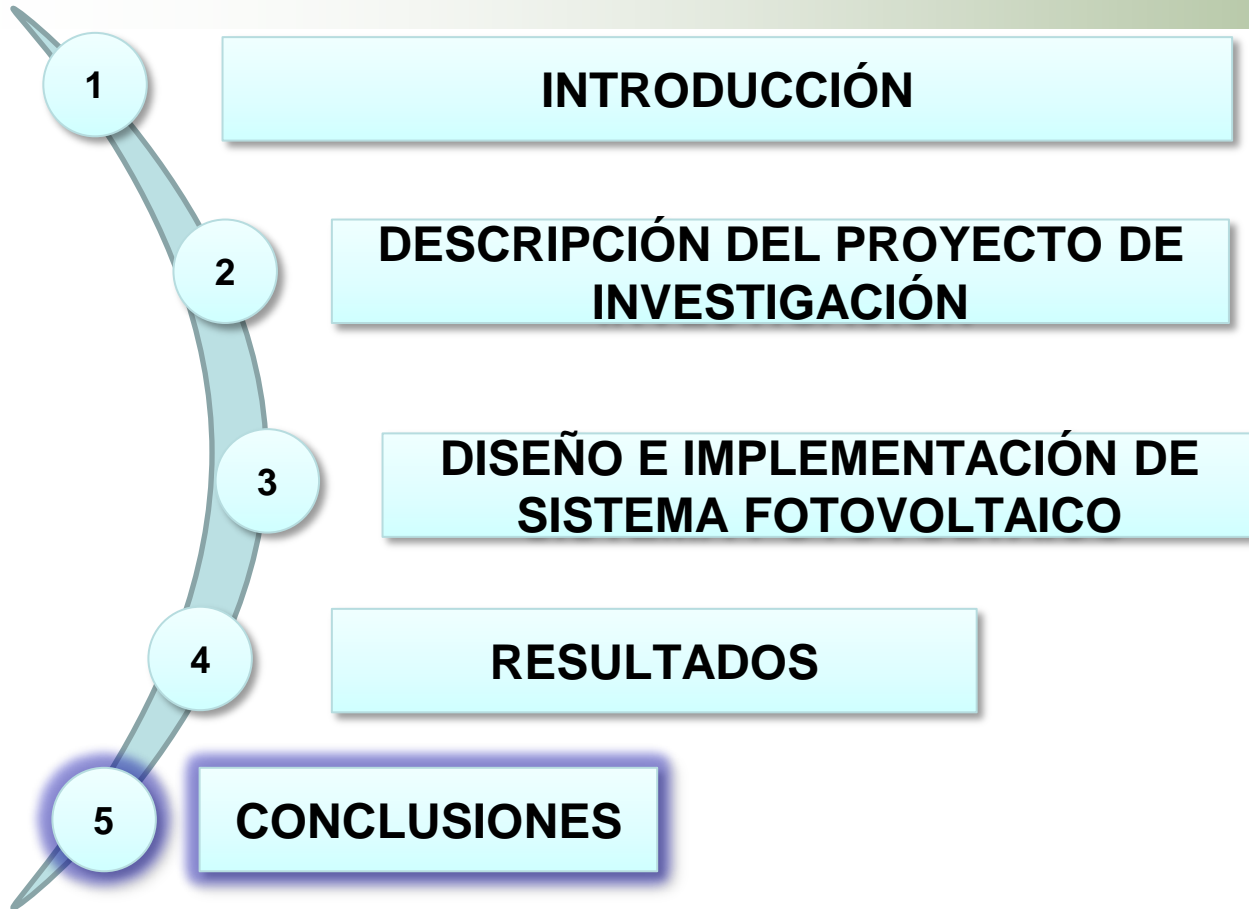 1
INTRODUCCIÓN
2
DESCRIPCIÓN DEL PROYECTO DE
INVESTIGACIÓN
3
DISEÑO E IMPLEMENTACIÓN DE
SISTEMA FOTOVOLTAICO
4
RESULTADOS
5
CONCLUSIONES